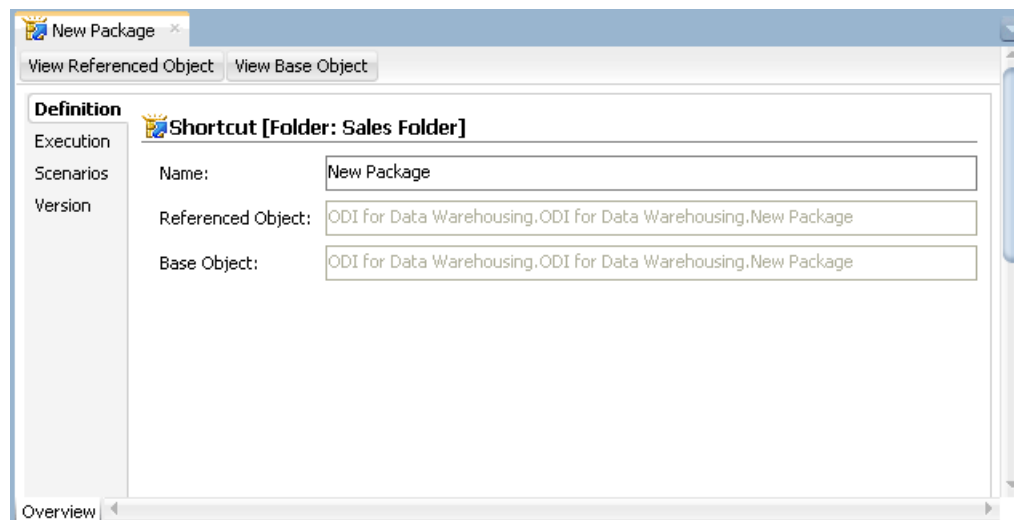 New Package
View Referenced Object View Base Object
Definition
Execution
Scenarios
Version
Shortcut [Folder: Sales Folder]
Name: New Package
Referenced Object: ODI for Data Warehousing.ODI for Data Warehousing.New Package
Base Object: ODI for Data Warehousing.ODI for Data Warehousing.New Package
Overview